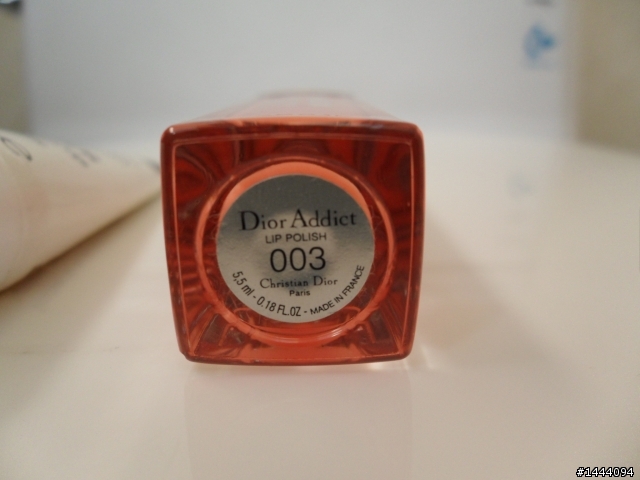 Dior Addict
LIP POLISH
003
Christian Dior
Paris
5,5 ml - 0.18 FL.OZ - MADE IN FRANCE
#1444094